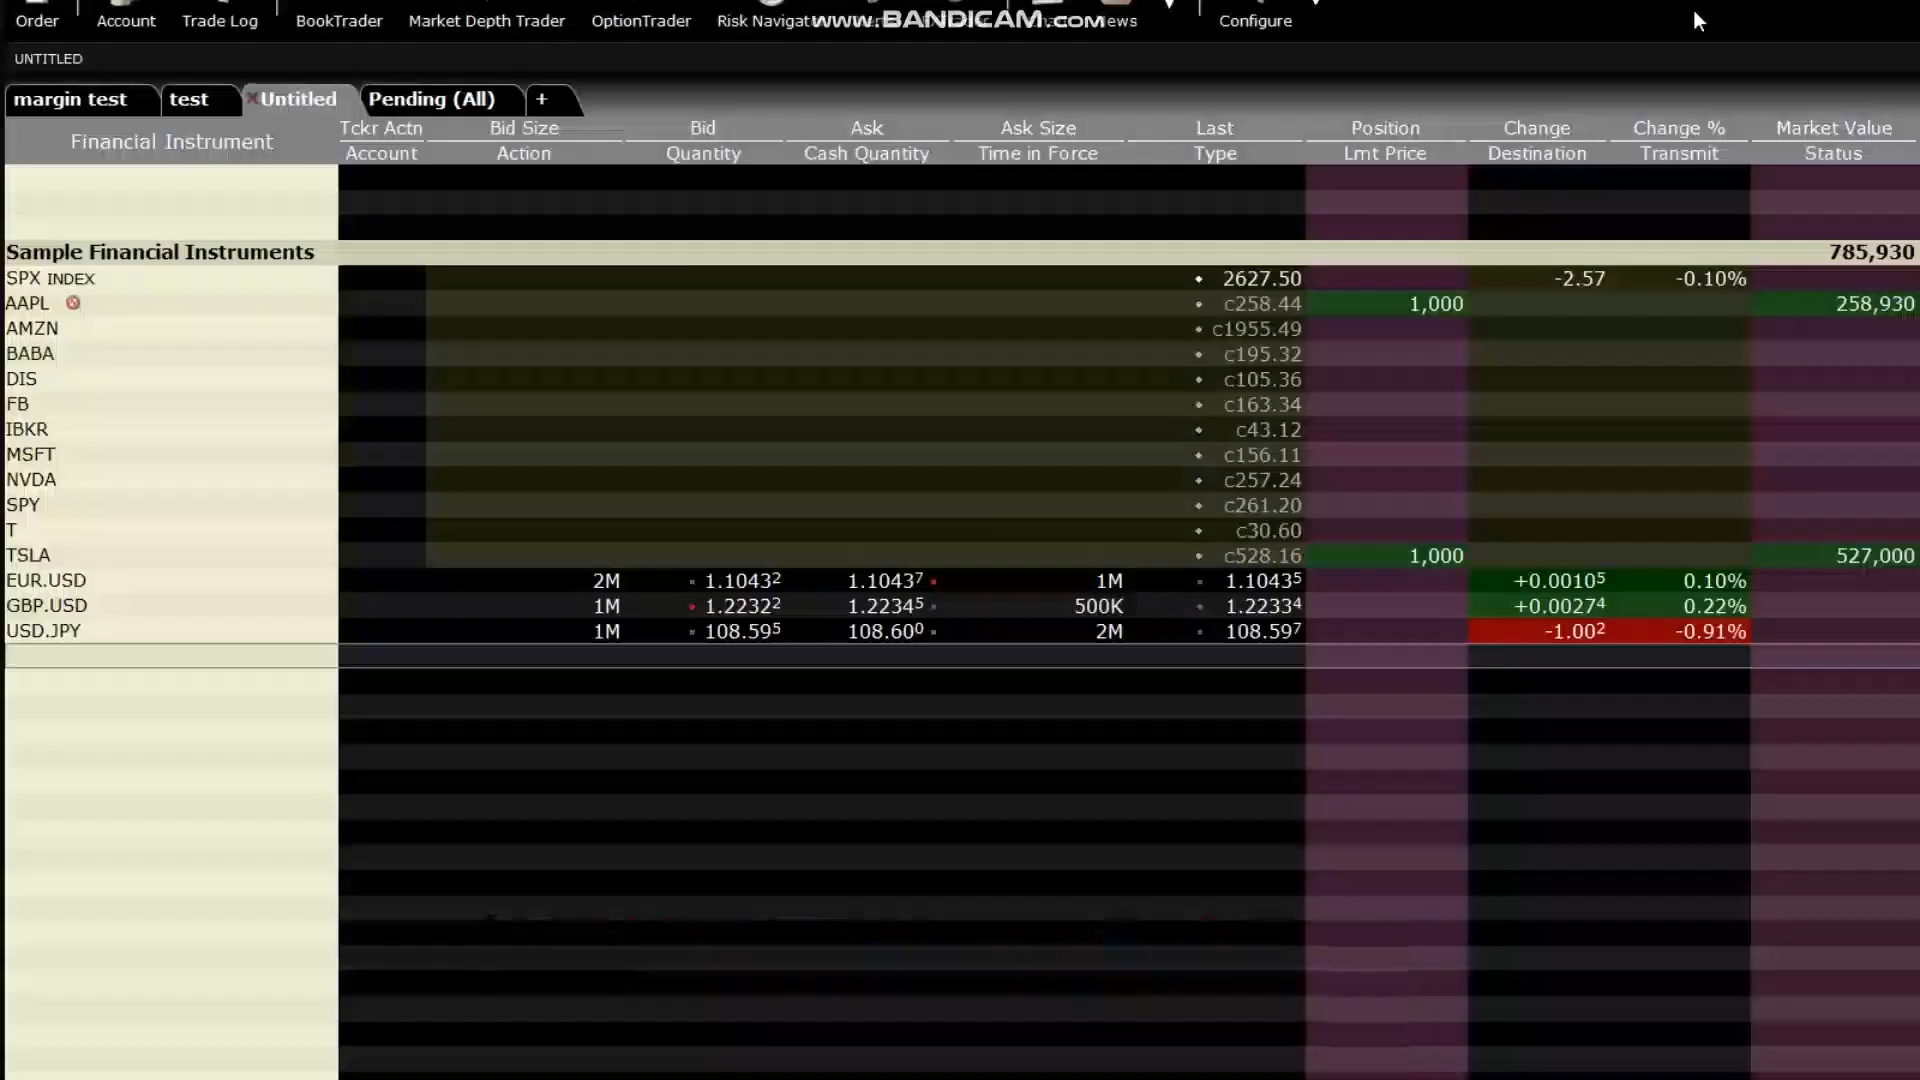 Order Account Trade Log BookTrader Market Depth Trader OptionTrader Risk Navigat Configure
www.BANDICAM.com
UNTITLED
margin test test Untitled Pending (All) +
Financial Instrument
Tckr Actn Bid Size Bid Ask Ask Size Last Position Change Change % Market Value
Account Action Quantity Cash Quantity Time in Force Type Lmt Price Destination Transmit Status
Sample Financial Instruments 785,930
SPX INDEX 2627.50 -2.57 -0.10%
AAPL c258.44 1,000 258,930
AMZN c1955.49
BABA c195.32
DIS c105.36
FB c163.34
IBKR c43.12
MSFT c156.11
NVDA c257.24
SPY c261.20
T c30.60
TSLA c528.16 1,000 527,000
EUR.USD 2M 1.1043² 1.1043⁷ 1M 1.1043⁵ +0.0010⁵ 0.10%
GBP.USD 1M 1.2232² 1.2234⁵ 500K 1.2233⁴ +0.0027⁴ 0.22%
USD.JPY 1M 108.59⁵ 108.60⁰ 2M 108.59⁷ -1.00² -0.91%